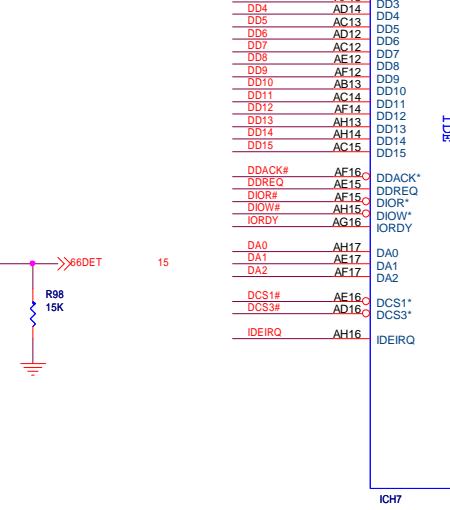 DD3
DD4 AD14 DD4
DD5 AC13 DD5
DD6 AD12 DD6
DD7 AC12 DD7
DD8 AE12 DD8
DD9 AF12 DD9
DD10 AB13 DD10
DD11 AC14 DD11
DD12 AF14 DD12
DD13 AH13 DD13
DD14 AH14 DD14
DD15 AC15 DD15
IDE
DDACK# AF16 DDACK*
DDREQ AE15 DDREQ
DIOR# AF15 DIOR*
DIOW# AH15 DIOW*
IORDY AG16 IORDY
DA0 AH17 DA0
DA1 AE17 DA1
DA2 AF17 DA2
66DET 15
DCS1# AE16 DCS1*
DCS3# AD16 DCS3*
R98
15K
IDEIRQ AH16 IDEIRQ
ICH7